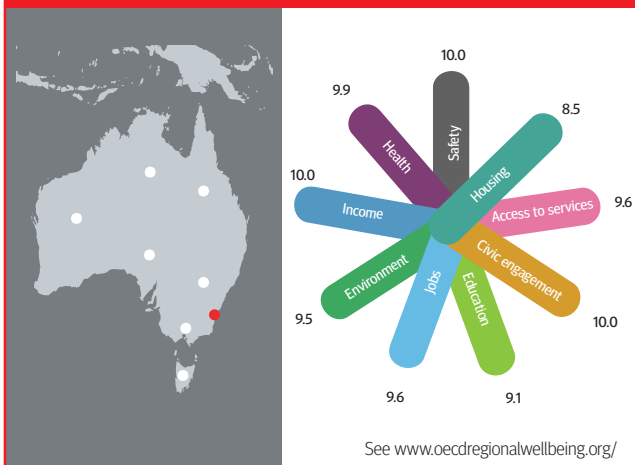 10.0
Safety
8.5
Housing
9.6
Access to services
10.0
Civic engagement
9.1
Education
9.6
Jobs
9.5
Environment
10.0
Income
9.9
Health
See www.oecdregionalwellbeing.org/